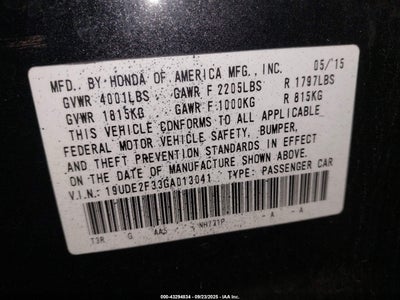 MFD. BY HONDA OF AMERICA MFG., INC. 05/15
GVWR 4001LBS GAWR F 2205LBS R 1797LBS
GVWR 1815KG GAWR F 1000KG R 815KG
THIS VEHICLE CONFORMS TO ALL APPLICABLE
FEDERAL MOTOR VEHICLE SAFETY, BUMPER,
AND THEFT PREVENTION STANDARDS IN EFFECT
ON THE DATE OF MANUFACTURE SHOWN ABOVE.
V.I.N.: 19UDE2F33GA013041 TYPE: PASSENGER CAR
T3R G AA5 NH731P A A
000-43294934 - 09/23/2025 - IAA Inc.